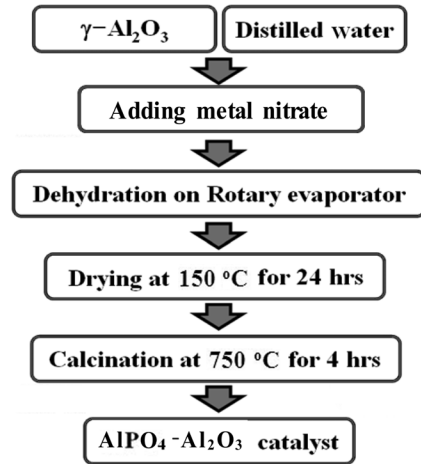 γ-Al₂O₃ Distilled water
Adding metal nitrate
Dehydration on Rotary evaporator
Drying at 150 °C for 24 hrs
Calcination at 750 °C for 4 hrs
AlPO₄ -Al₂O₃ catalyst